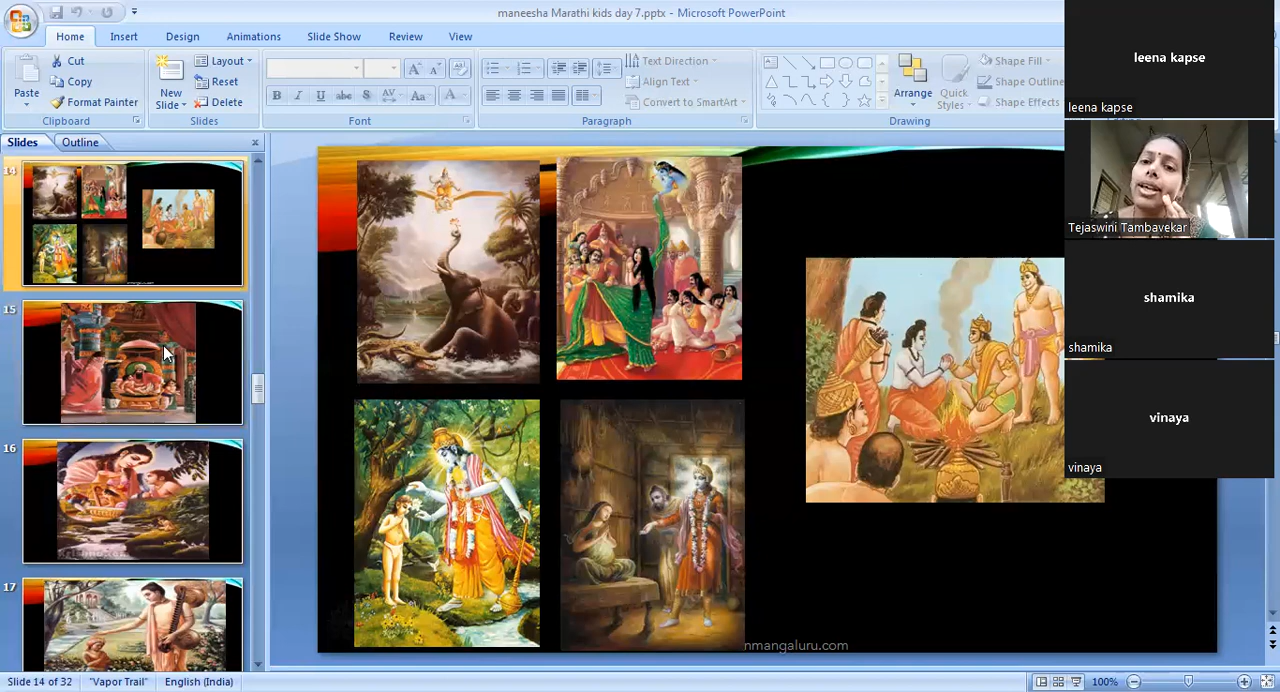 maneesha Marathi kids day 7.pptx - Microsoft PowerPoint
Home Insert Design Animations Slide Show Review View
Paste
Cut
Copy
Format Painter
Clipboard
New
Slide
Layout
Reset
Delete
Slides
B I U abc S AV Aa A
Font
Text Direction
Align Text
Convert to SmartArt
Paragraph
Arrange
Quick
Styles
Shape Fill
Shape Outline
Shape Effects
Drawing
Slides Outline
14
15
16
17
nmangaluru.com
leena kapse
leena kapse
Tejaswini Tambavekar
shamika
shamika
vinaya
vinaya
Slide 14 of 32 "Vapor Trail" English (India) 100%